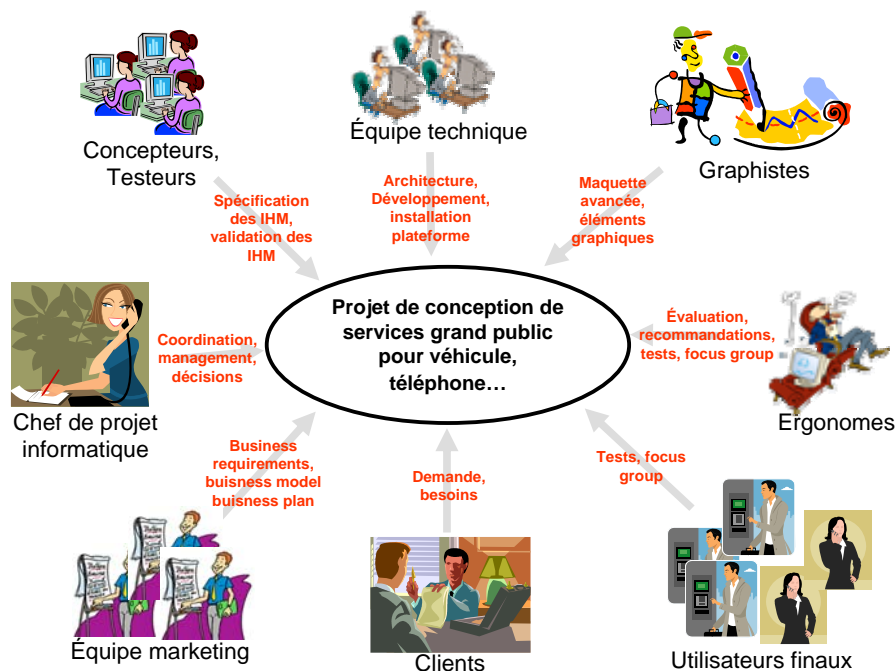 Concepteurs,
Testeurs
Équipe technique
Graphistes
Spécification
des IHM,
validation des
IHM
Architecture,
Développement,
installation
plateforme
Maquette
avancée,
éléments
graphiques
Projet de conception de
services grand public
pour véhicule,
téléphone…
Coordination,
management,
décisions
Évaluation,
recommandations,
tests, focus group
Chef de projet
informatique
Ergonomes
Business
requirements,
buisness model
buisness plan
Demande,
besoins
Tests, focus
group
Équipe marketing
Clients
Utilisateurs finaux